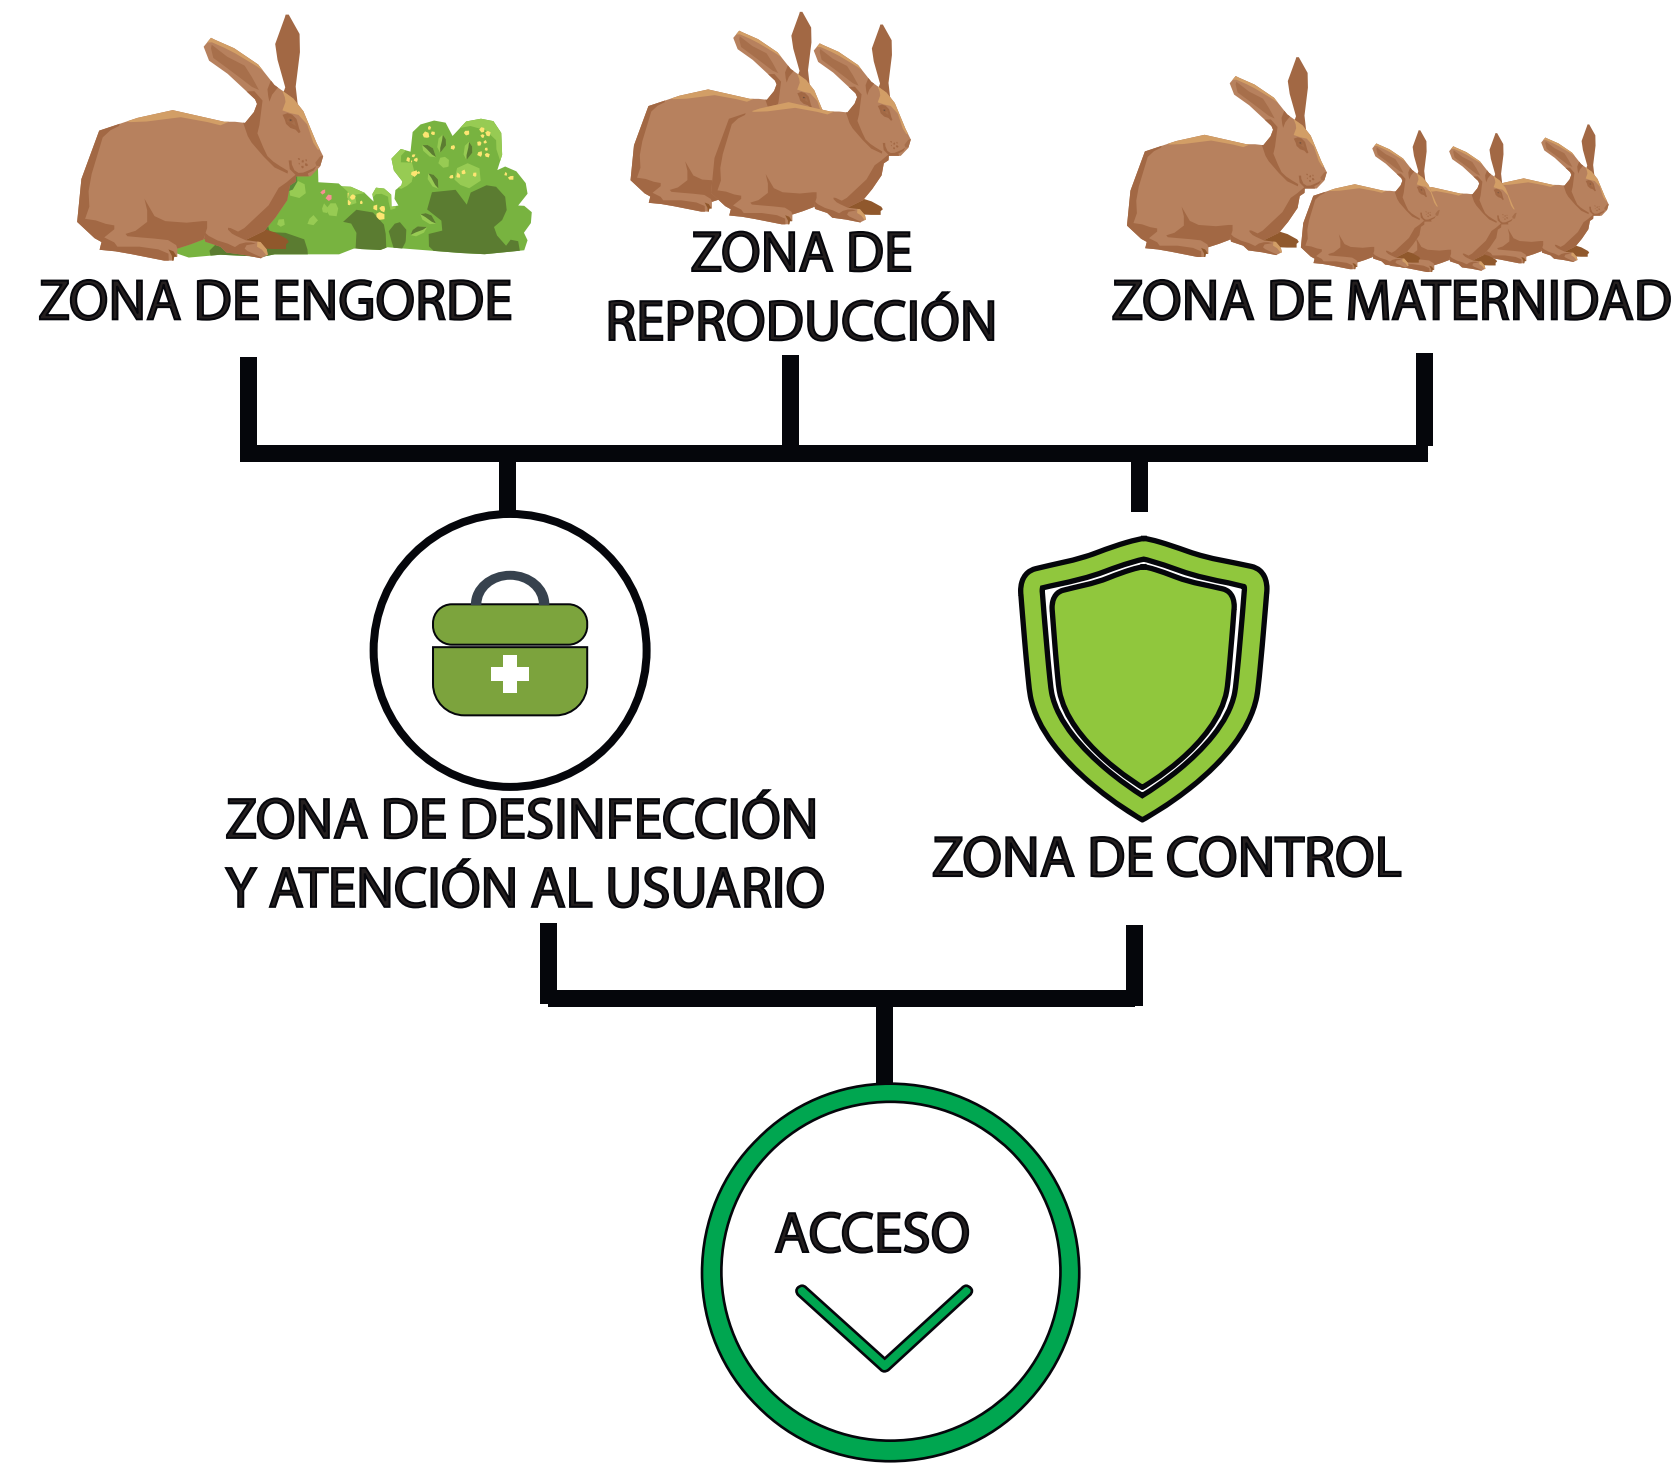 ZONA DE ENGORDE
ZONA DE
REPRODUCCIÓN
ZONA DE MATERNIDAD
ZONA DE DESINFECCIÓN
Y ATENCIÓN AL USUARIO
ZONA DE CONTROL
ACCESO